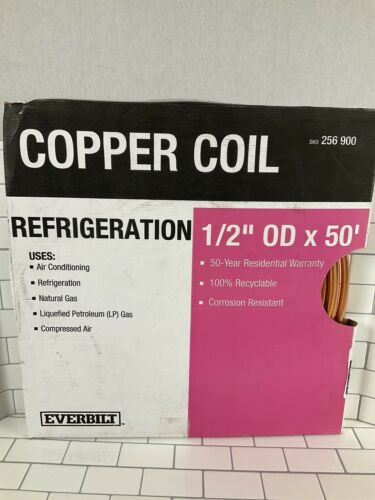 COPPER COIL
SKU 256 900
REFRIGERATION
1/2" OD x 50'
USES:
▪ Air Conditioning
▪ Refrigeration
▪ Natural Gas
▪ Liquefied Petroleum (LP) Gas
▪ Compressed Air
▪ 50-Year Residential Warranty
▪ 100% Recyclable
▪ Corrosion Resistant
EVERBILT